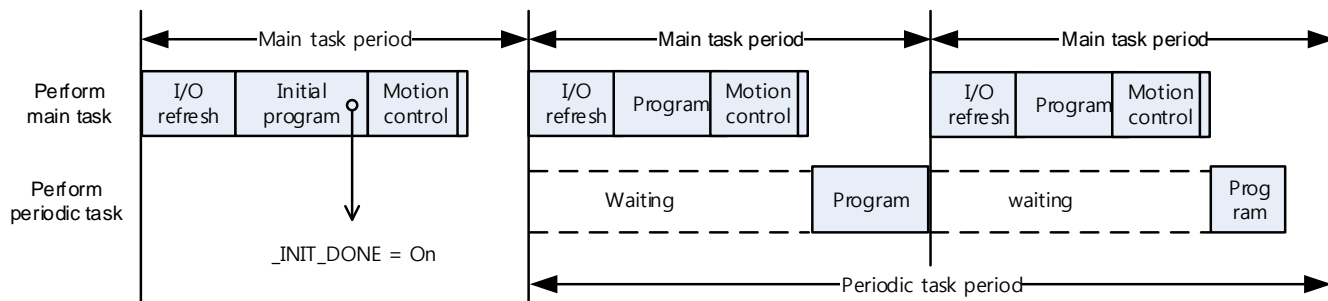 Main task period
Main task period
Main task period
Perform
main task
I/O
refresh
Initial
program
Motion
control
I/O
refresh
Program
Motion
control
I/O
refresh
Program
Motion
control
Perform
periodic task
Waiting
Program
waiting
Prog
ram
_INIT_DONE = On
Periodic task period